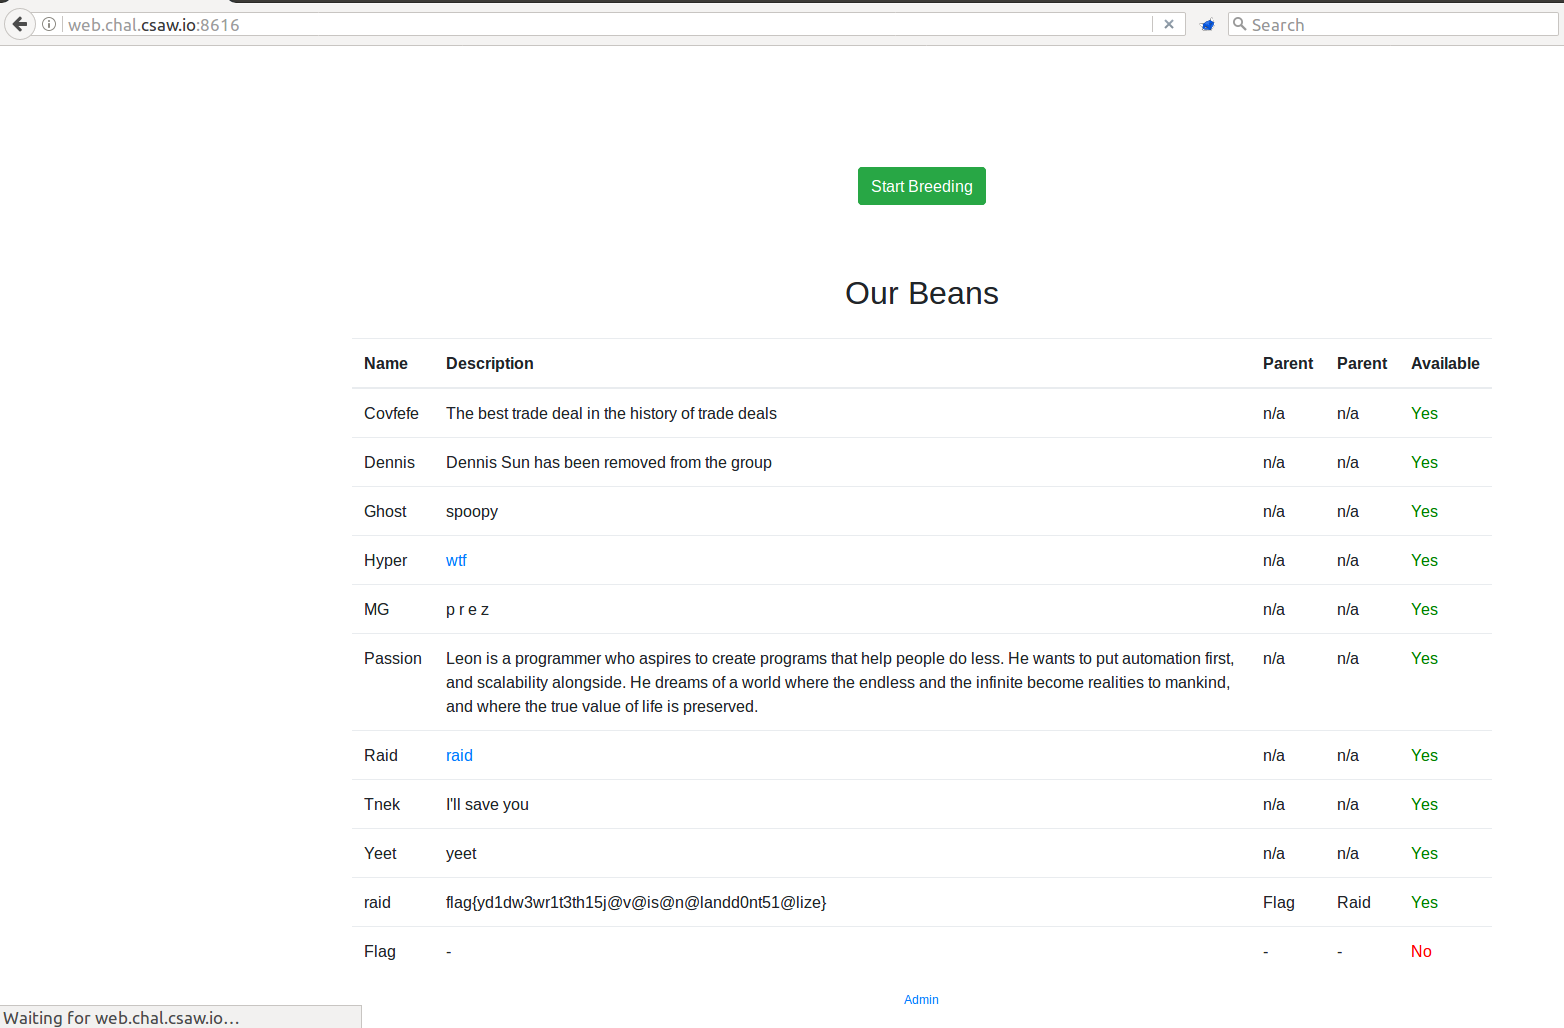 web.chal.csaw.io:8616
Search
Start Breeding
Our Beans
Name Description Parent Parent Available
Covfefe The best trade deal in the history of trade deals n/a n/a Yes
Dennis Dennis Sun has been removed from the group n/a n/a Yes
Ghost spoopy n/a n/a Yes
Hyper wtf n/a n/a Yes
MG p r e z n/a n/a Yes
Passion Leon is a programmer who aspires to create programs that help people do less. He wants to put automation first, n/a n/a Yes
and scalability alongside. He dreams of a world where the endless and the infinite become realities to mankind,
and where the true value of life is preserved.
Raid raid n/a n/a Yes
Tnek I'll save you n/a n/a Yes
Yeet yeet n/a n/a Yes
raid flag{yd1dw3wr1t3th15j@v@is@n@landd0nt51@lize} Flag Raid Yes
Flag - - - No
Admin
Waiting for web.chal.csaw.io…